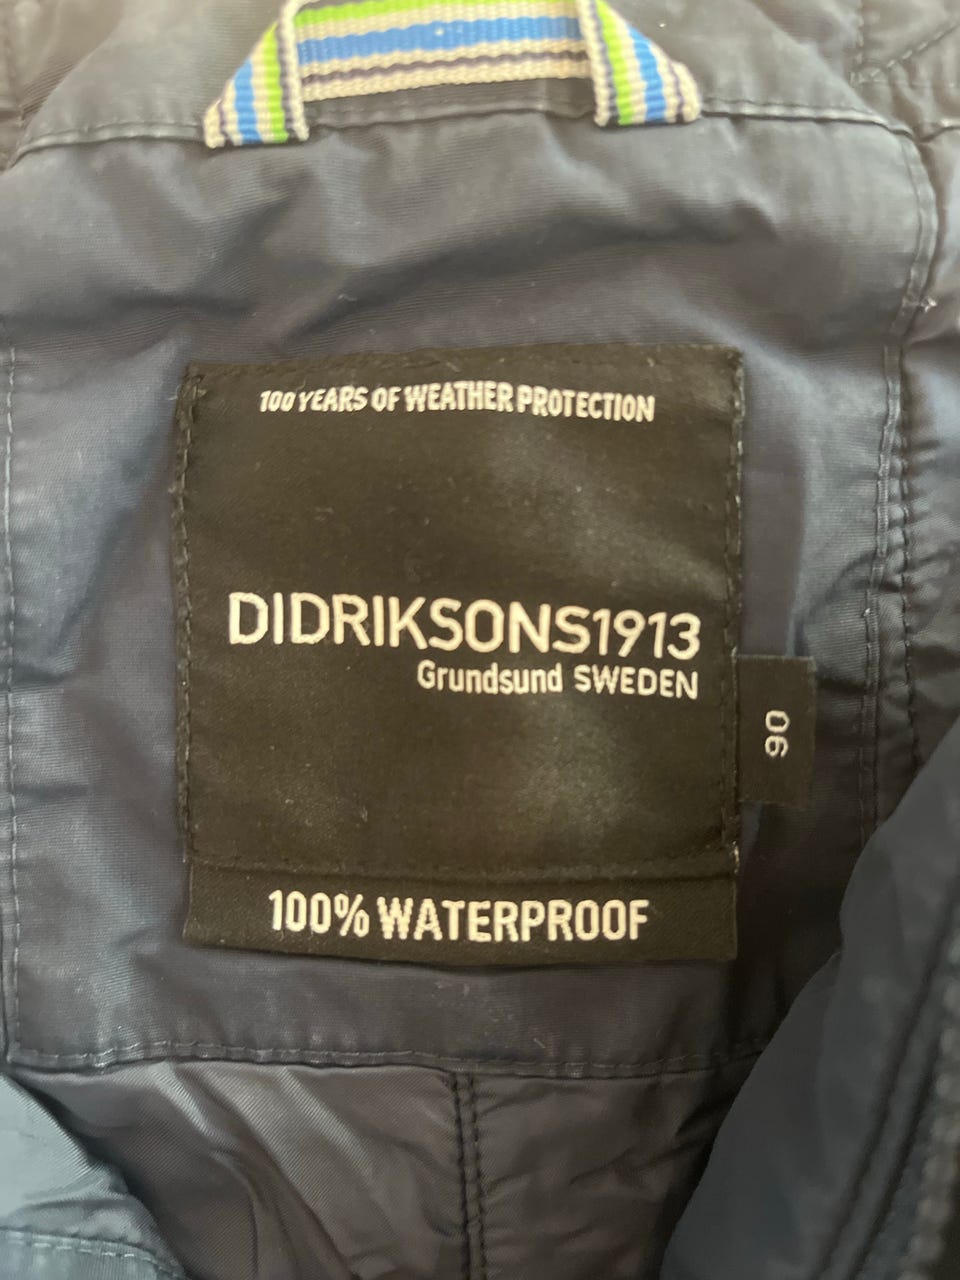 100 YEARS OF WEATHER PROTECTION
DIDRIKSONS1913
Grundsund SWEDEN
90
100% WATERPROOF